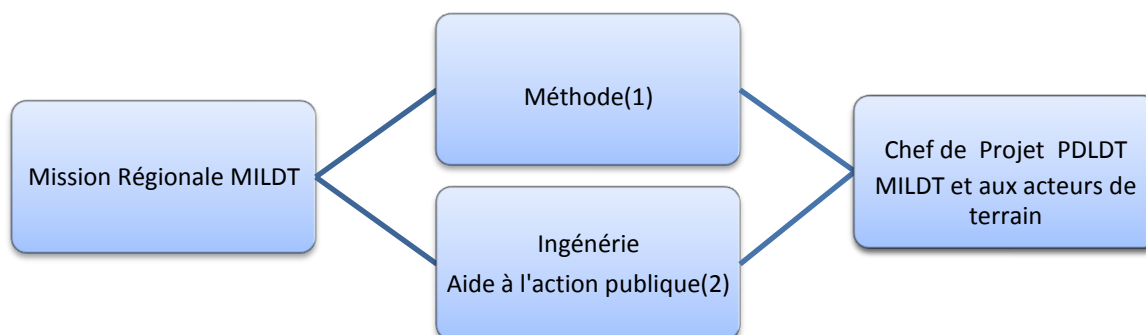 Mission Régionale MILDT
Méthode(1)
Ingénérie
Aide à l'action publique(2)
Chef de Projet PDLDT
MILDT et aux acteurs de
terrain